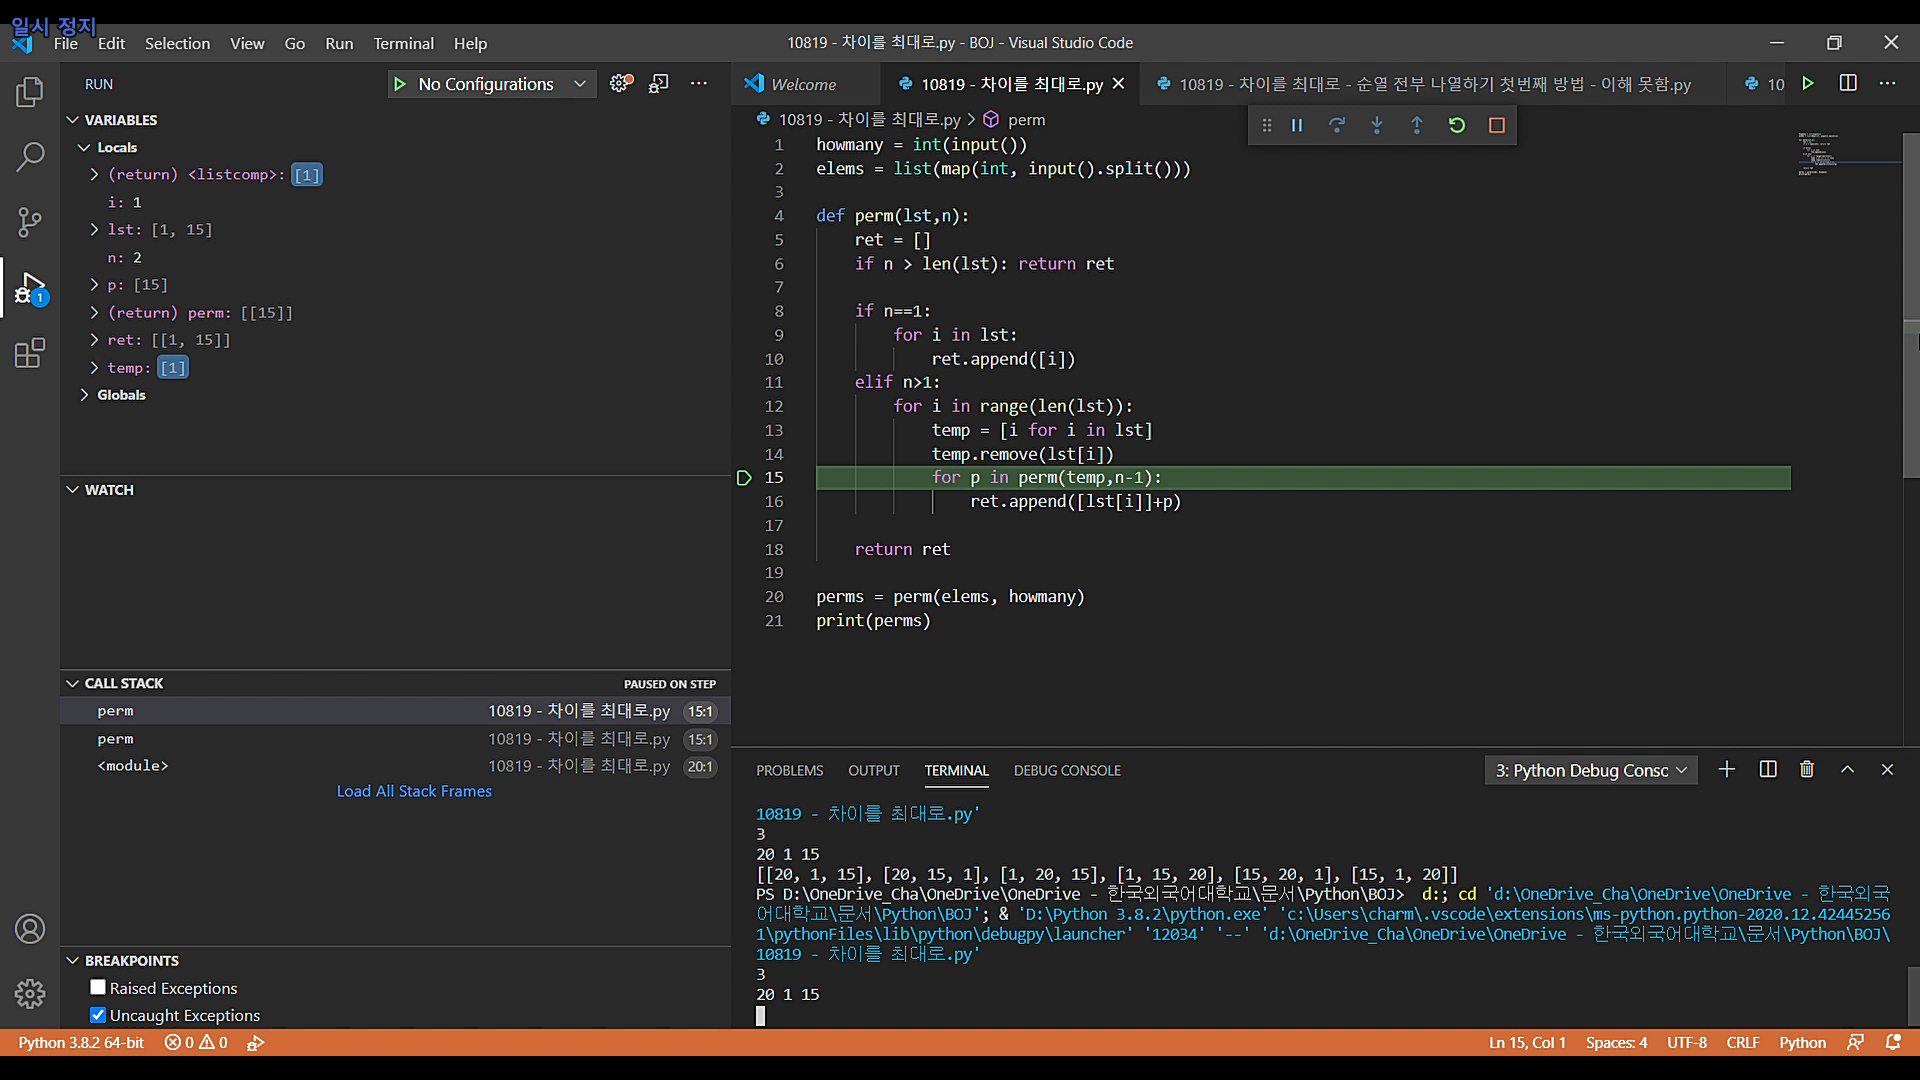 일시 정지
File Edit Selection View Go Run Terminal Help
10819 - 차이를 최대로.py - BOJ - Visual Studio Code
RUN
No Configurations
VARIABLES
Locals
(return) <listcomp>: [1]
i: 1
lst: [1, 15]
n: 2
p: [15]
(return) perm: [[15]]
ret: [[1, 15]]
temp: [1]
Globals
WATCH
CALL STACK
PAUSED ON STEP
perm 10819 - 차이를 최대로.py 15:1
perm 10819 - 차이를 최대로.py 15:1
<module> 10819 - 차이를 최대로.py 20:1
Load All Stack Frames
BREAKPOINTS
Raised Exceptions
Uncaught Exceptions
Welcome
10819 - 차이를 최대로.py
10819 - 차이를 최대로 - 순열 전부 나열하기 첫번째 방법 - 이해 못함.py
10
10819 - 차이를 최대로.py > perm
1 howmany = int(input())
2 elems = list(map(int, input().split()))
3
4 def perm(lst,n):
5     ret = []
6     if n > len(lst): return ret
7
8     if n==1:
9         for i in lst:
10             ret.append([i])
11     elif n>1:
12         for i in range(len(lst)):
13             temp = [i for i in lst]
14             temp.remove(lst[i])
15             for p in perm(temp,n-1):
16                 ret.append([lst[i]]+p)
17
18     return ret
19
20 perms = perm(elems, howmany)
21 print(perms)
PROBLEMS OUTPUT TERMINAL DEBUG CONSOLE
3: Python Debug Consc
10819 - 차이를 최대로.py'
3
20 1 15
[[20, 1, 15], [20, 15, 1], [1, 20, 15], [1, 15, 20], [15, 20, 1], [15, 1, 20]]
PS D:\OneDrive_Cha\OneDrive\OneDrive - 한국외국어대학교\문서\Python\BOJ>  d:; cd 'd:\OneDrive_Cha\OneDrive\OneDrive - 한국외국
어대학교\문서\Python\BOJ'; & 'D:\Python 3.8.2\python.exe' 'c:\Users\charm\.vscode\extensions\ms-python.python-2020.12.42445256
1\pythonFiles\lib\python\debugpy\launcher' '12034' '--' 'd:\OneDrive_Cha\OneDrive\OneDrive - 한국외국어대학교\문서\Python\BOJ\
10819 - 차이를 최대로.py'
3
20 1 15
Python 3.8.2 64-bit 0 0
Ln 15, Col 1 Spaces: 4 UTF-8 CRLF Python
1